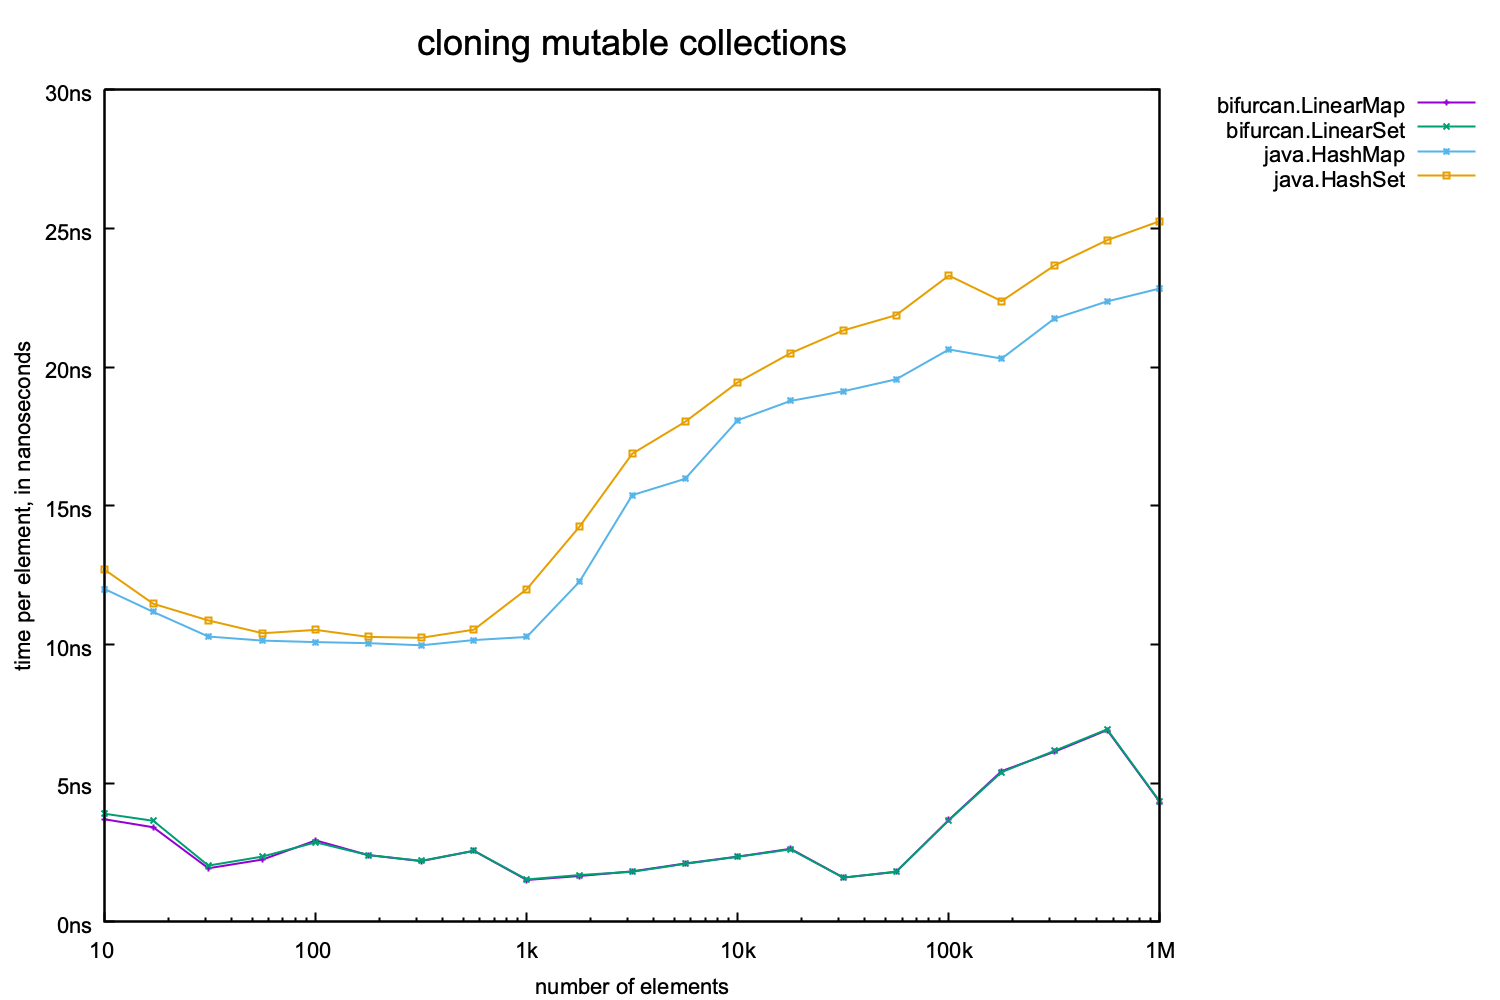 cloning mutable collections
30ns
25ns
20ns
15ns
10ns
5ns
0ns
time per element, in nanoseconds
10 100 1k 10k 100k 1M
number of elements
bifurcan.LinearMap
bifurcan.LinearSet
java.HashMap
java.HashSet